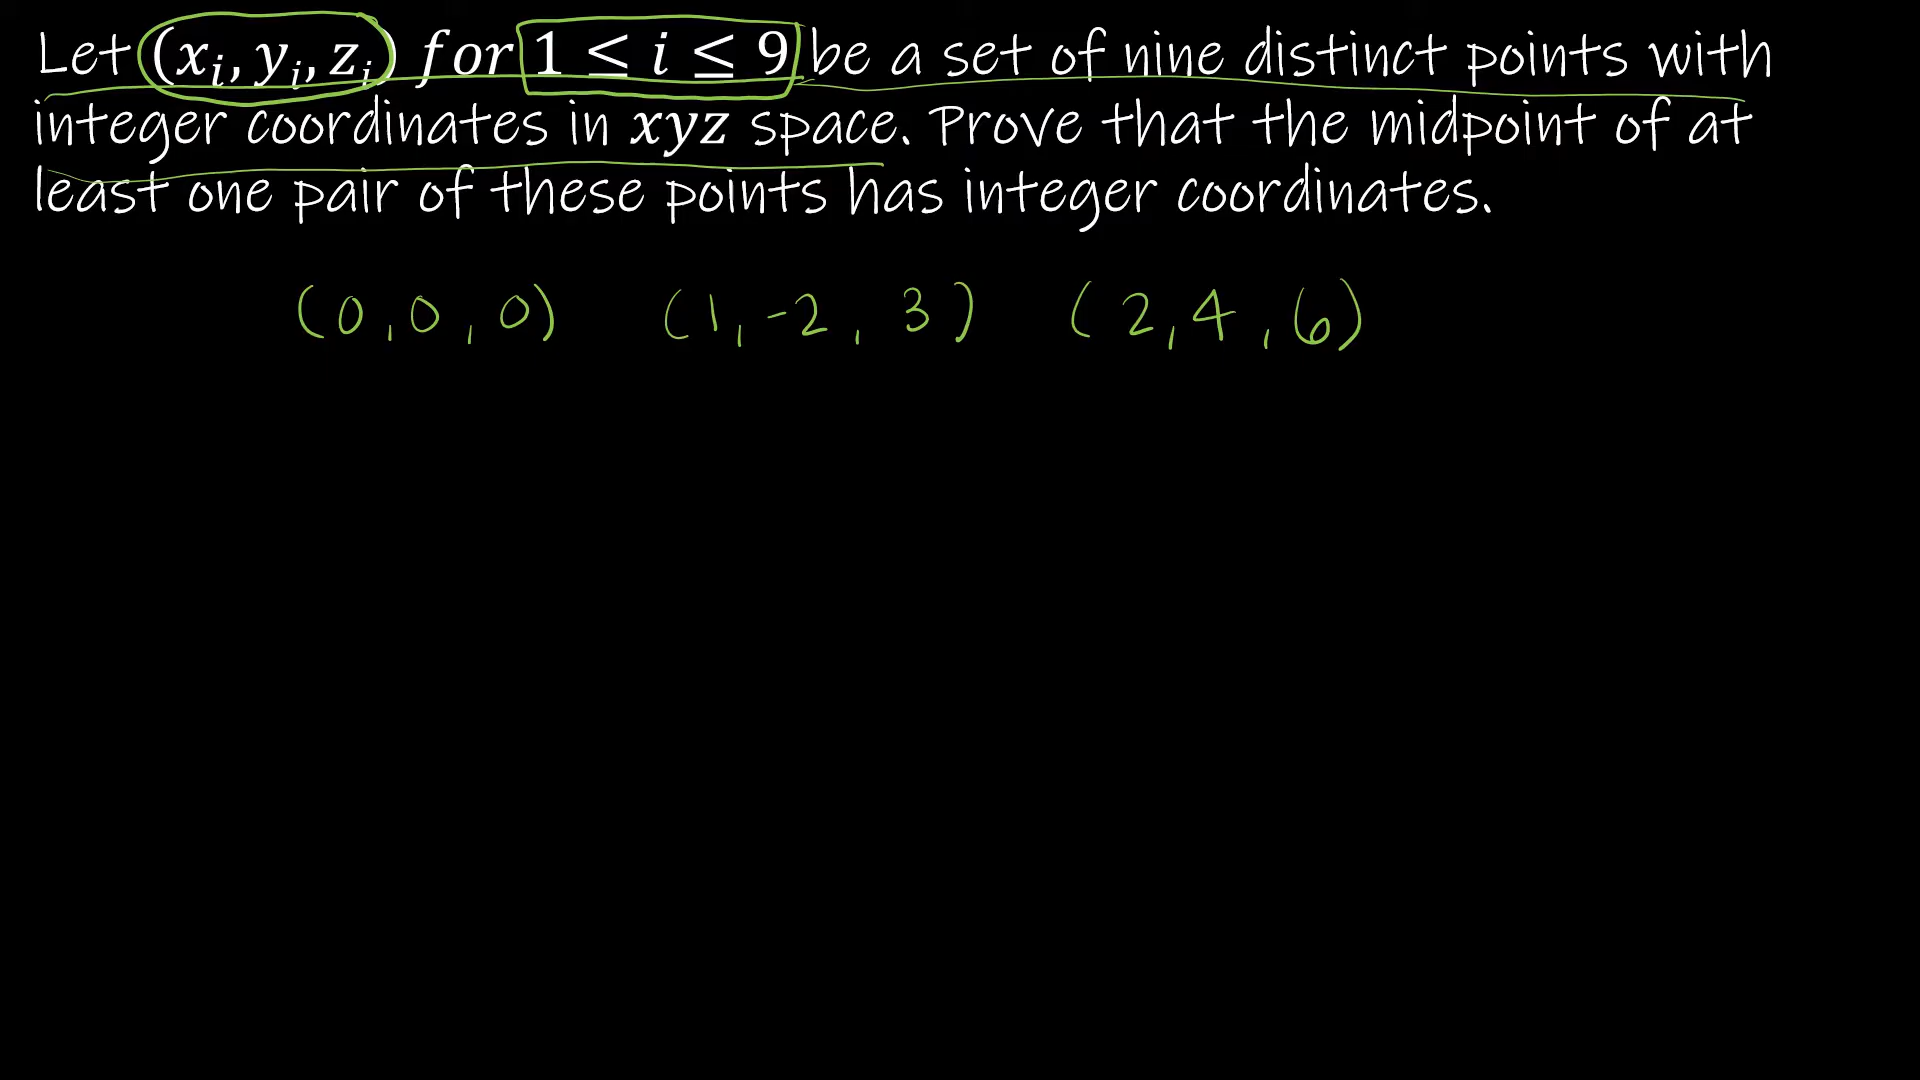 Let (xᵢ, yᵢ, zᵢ) for 1 ≤ i ≤ 9 be a set of nine distinct points with
integer coordinates in xyz space. Prove that the midpoint of at
least one pair of these points has integer coordinates.
(0, 0, 0) (1, -2, 3) (2, 4, 6)